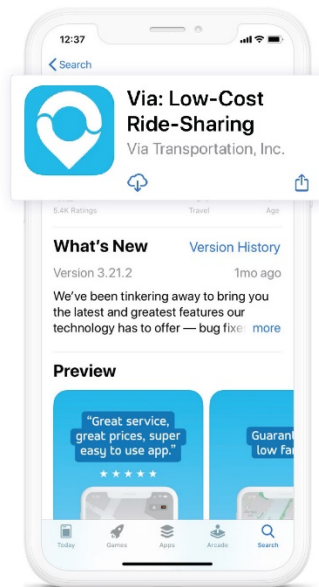 12:37
Search
Via: Low-Cost
Ride-Sharing
Via Transportation, Inc.
5.4K Ratings Travel Age
What's New Version History
Version 3.21.2 1mo ago
We've been tinkering away to bring you
the latest and greatest features our
technology has to offer — bug fixe more
Preview
"Great service,
great prices, super
easy to use app."
Guaran
low fa
Today Games Apps Arcade Search